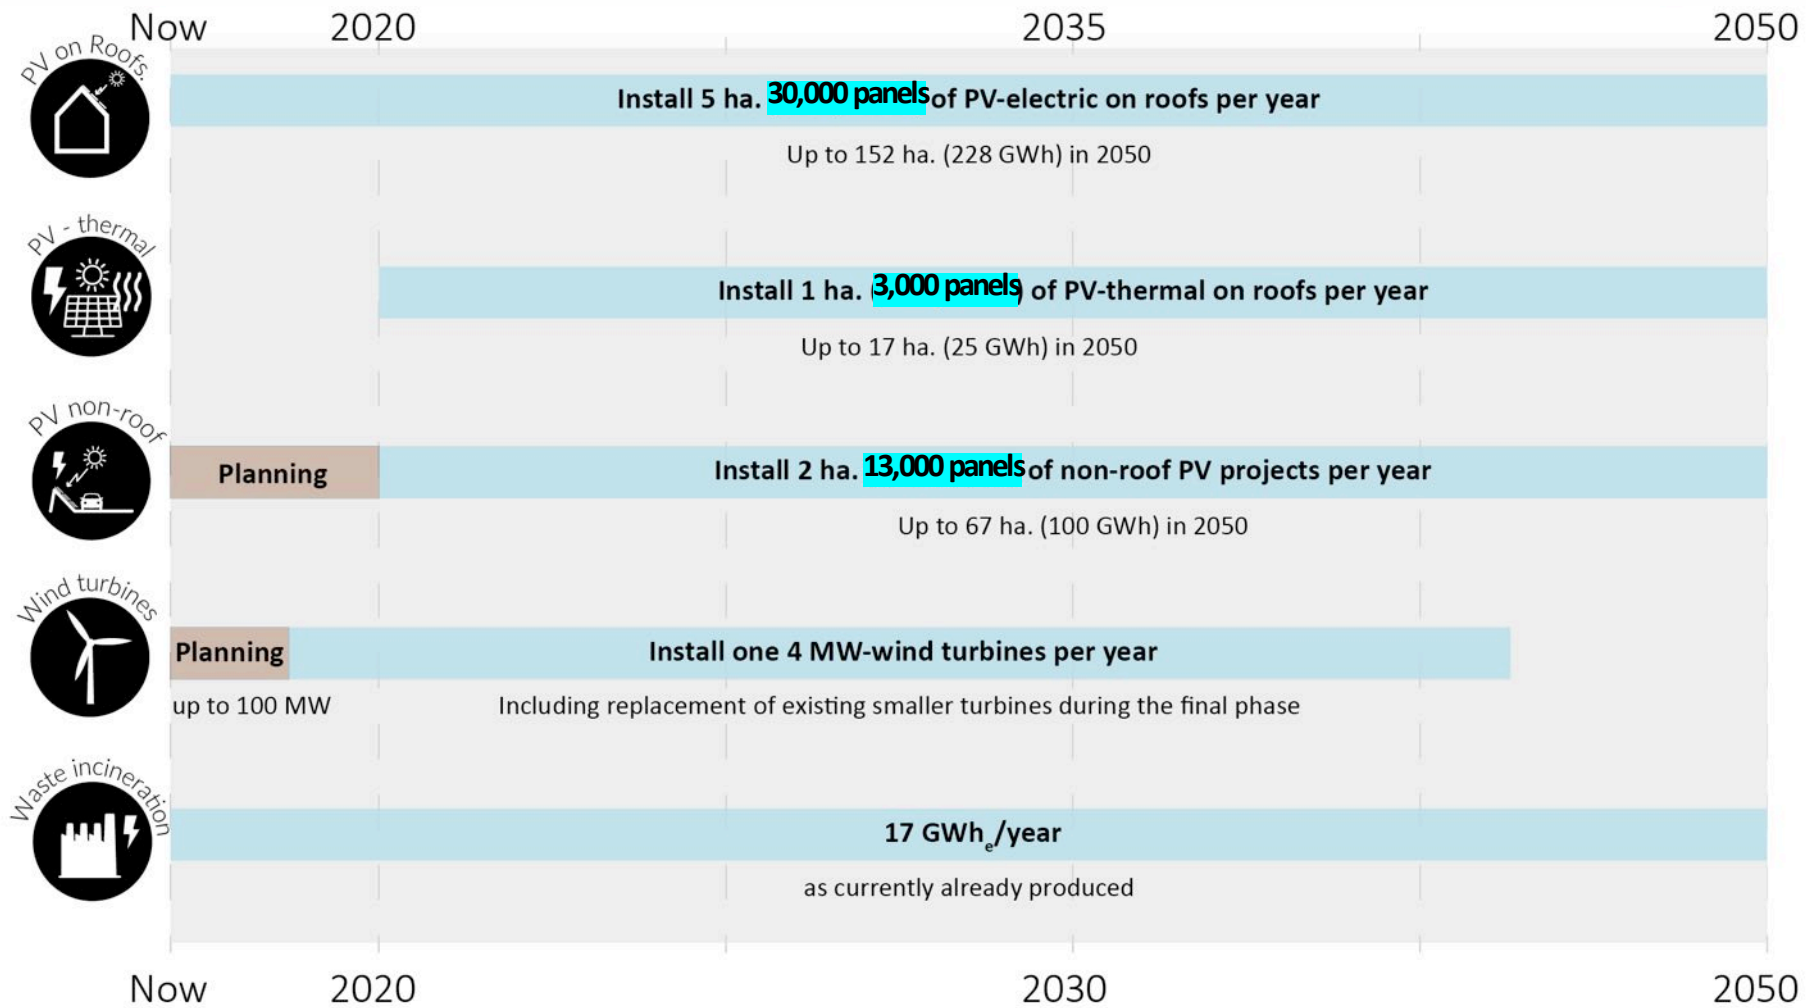 Now 2020 2035 2050
PV on Roofs.
Install 5 ha. 30,000 panels of PV-electric on roofs per year
Up to 152 ha. (228 GWh) in 2050
PV - thermal
Install 1 ha. (3,000 panels) of PV-thermal on roofs per year
Up to 17 ha. (25 GWh) in 2050
PV non-roof
Planning
Install 2 ha. 13,000 panels of non-roof PV projects per year
Up to 67 ha. (100 GWh) in 2050
Wind turbines
Planning
Install one 4 MW-wind turbines per year
up to 100 MW
Including replacement of existing smaller turbines during the final phase
Waste incineration
17 GWhe/year
as currently already produced
Now 2020 2030 2050